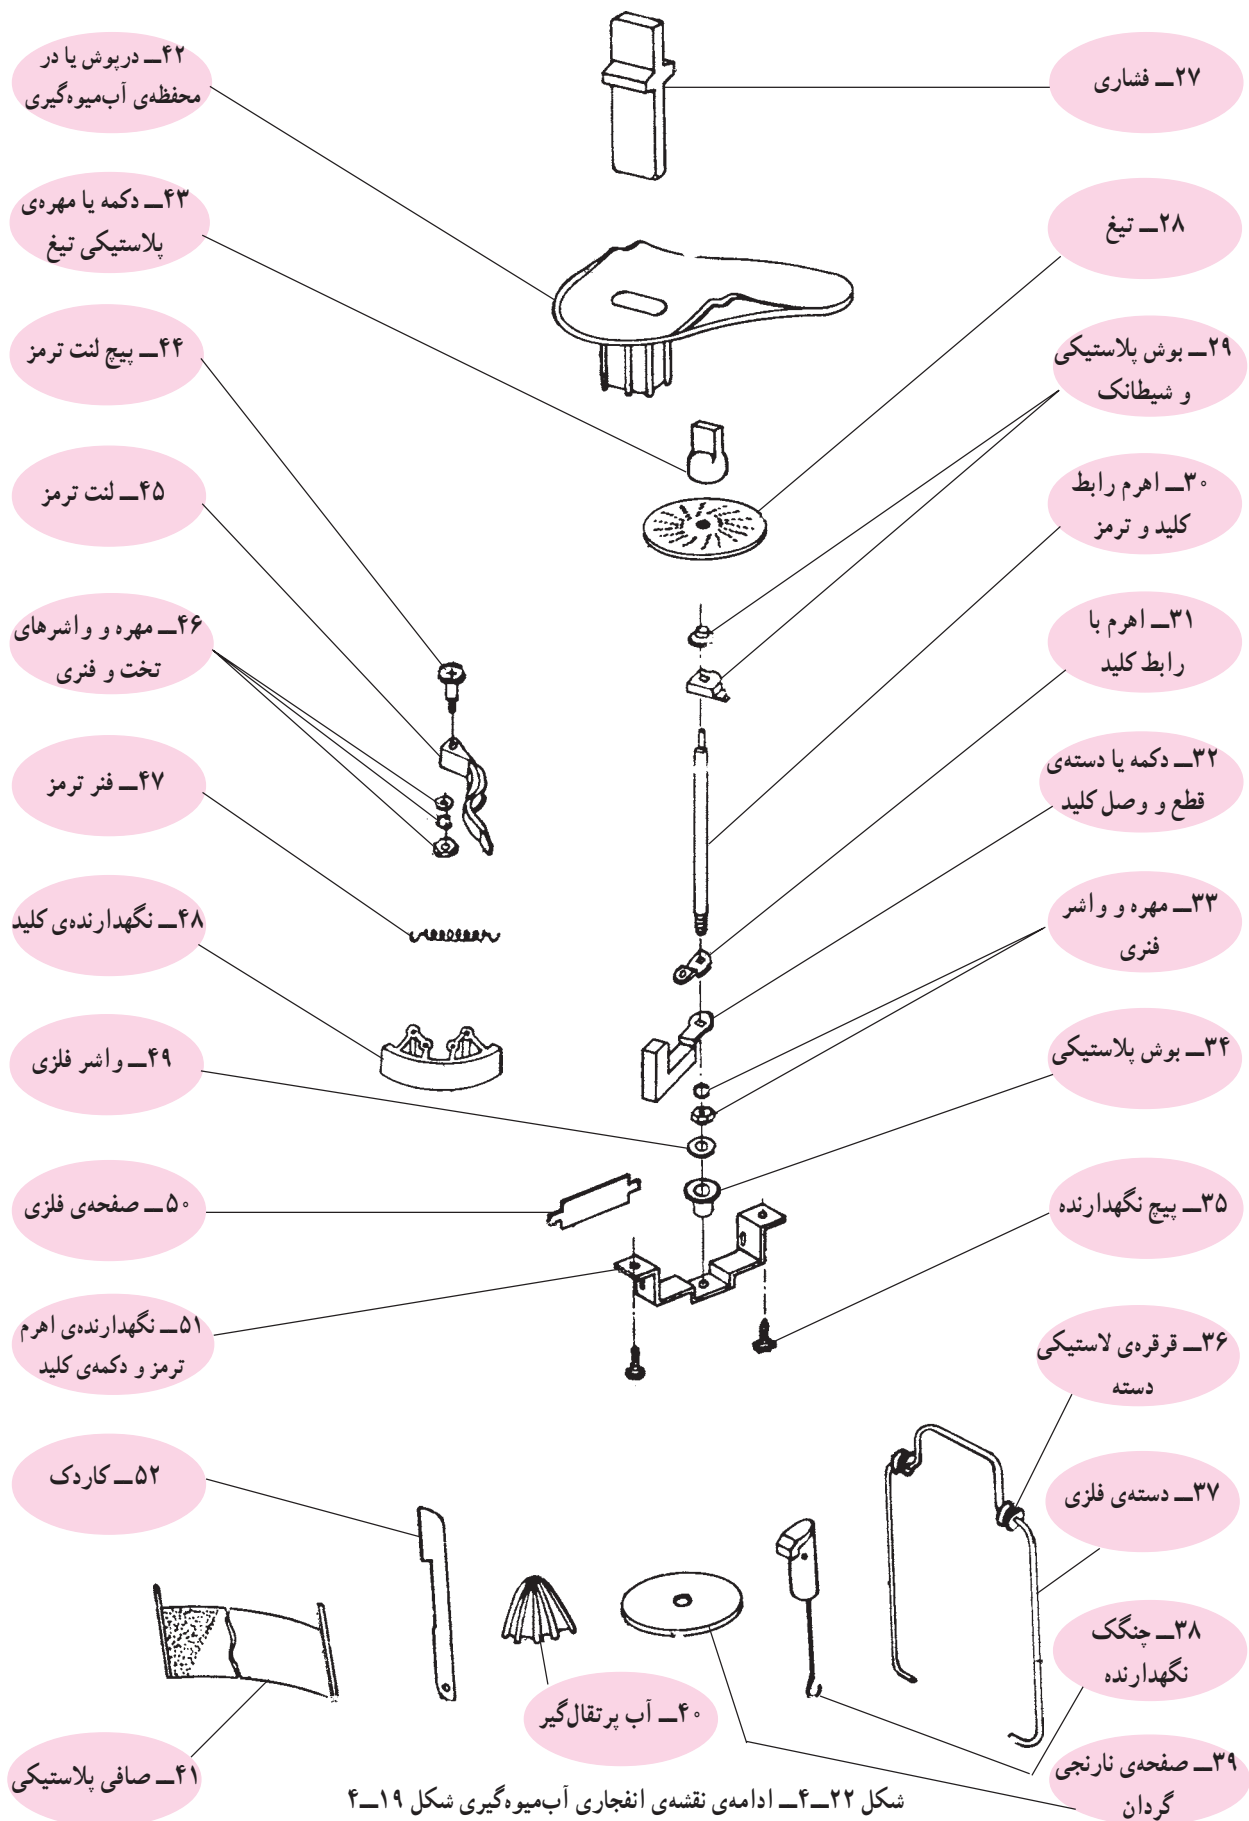 ۲۷ــ فشاری
۲۸ــ تیغ
۲۹ــ بوش پلاستیکی
و شیطانک
۳۰ــ اهرم رابط
کلید و ترمز
۳۱ــ اهرم با
رابط کلید
۳۲ــ دکمه یا دسته‌ی
قطع و وصل کلید
۳۳ــ مهره و واشر
فنری
۳۴ــ بوش پلاستیکی
۳۵ــ پیچ نگهدارنده
۳۶ــ قرقره‌ی لاستیکی
دسته
۳۷ــ دسته‌ی فلزی
۳۸ــ چنگک
نگهدارنده
۳۹ــ صفحه‌ی نارنجی
گردان
۴۰ــ آب پرتقال‌گیر
۴۱ــ صافی پلاستیکی
۴۲ــ درپوش یا در
محفظه‌ی آب‌میوه‌گیری
۴۳ــ دکمه یا مهره‌ی
پلاستیکی تیغ
۴۴ــ پیچ لنت ترمز
۴۵ــ لنت ترمز
۴۶ــ مهره و واشرهای
تخت و فنری
۴۷ــ فنر ترمز
۴۸ــ نگهدارنده‌ی کلید
۴۹ــ واشر فلزی
۵۰ــ صفحه‌ی فلزی
۵۱ــ نگهدارنده‌ی اهرم
ترمز و دکمه‌ی کلید
۵۲ــ کاردک
شکل ۲۲ــ۴ــ ادامه‌ی نقشه‌ی انفجاری آب‌میوه‌گیری شکل ۱۹ــ۴